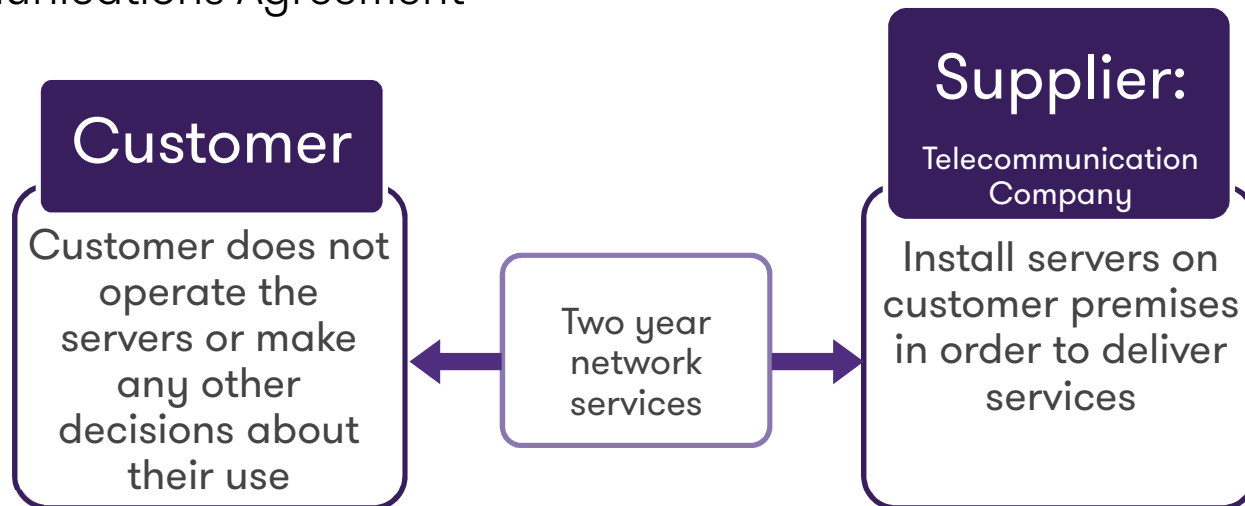 Agreement
Customer
Customer does not
operate the
servers or make
any other
decisions about
their use
Two year
network
services
Supplier:
Telecommunication
Company
Install servers on
customer premises
in order to deliver
services